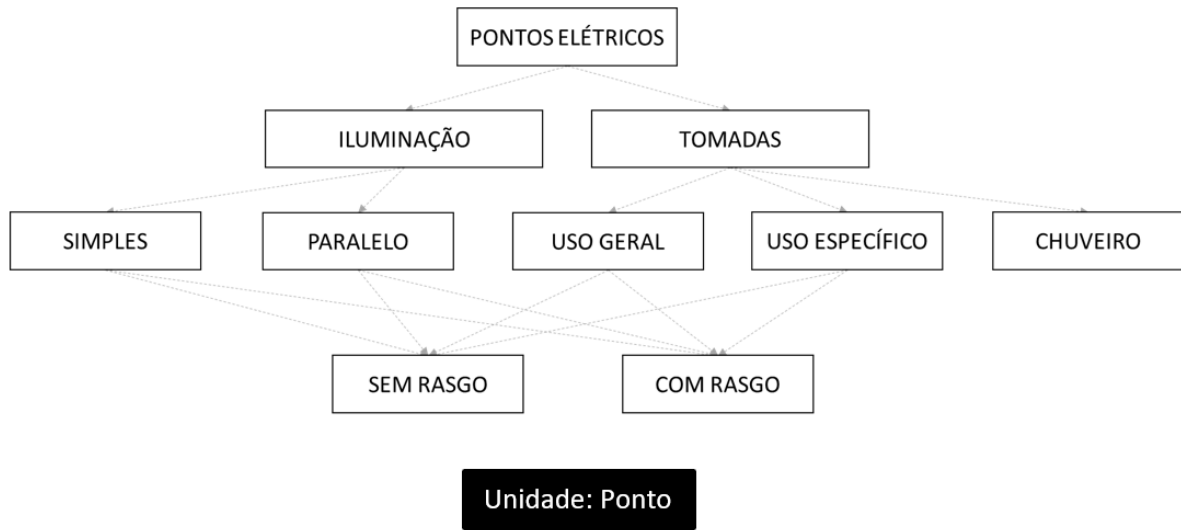 PONTOS ELÉTRICOS
ILUMINAÇÃO
TOMADAS
SIMPLES
PARALELO
USO GERAL
USO ESPECÍFICO
CHUVEIRO
SEM RASGO
COM RASGO
Unidade: Ponto